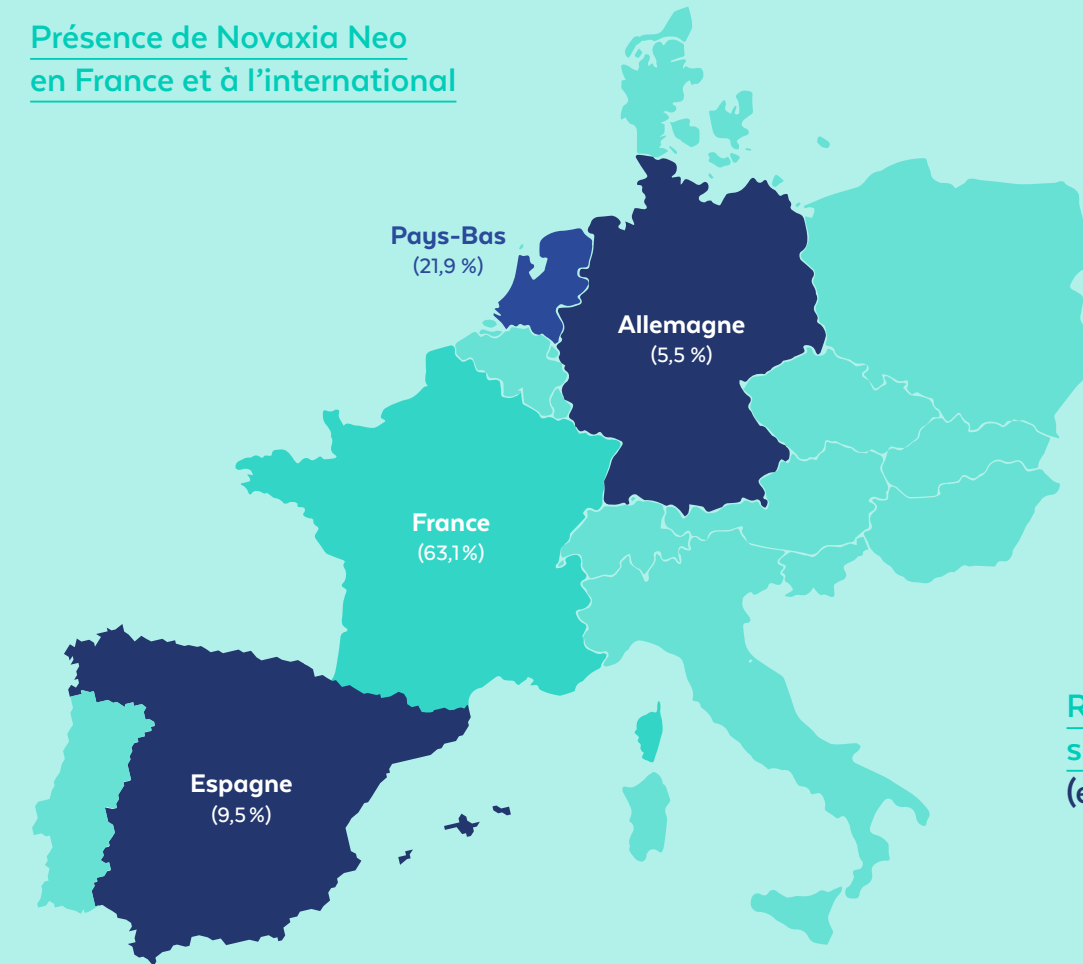 Présence de Novaxia Neo
en France et à l'international
Pays-Bas
(21,9 %)
Allemagne
(5,5 %)
France
(63,1%)
Espagne
(9,5 %)